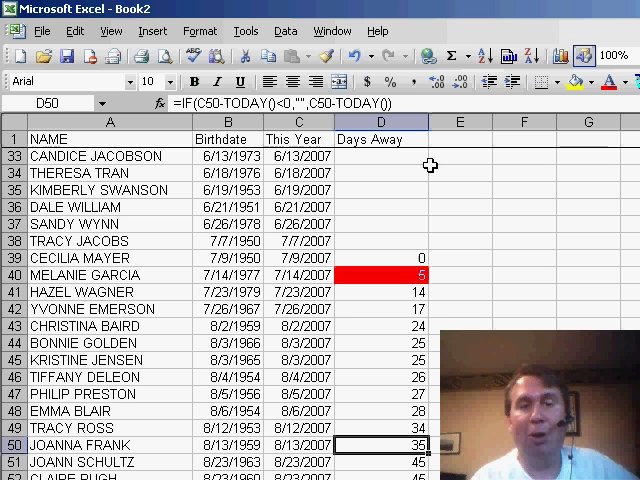 Microsoft Excel - Book2
File Edit View Insert Format Tools Data Window Help
100%
Arial 10 B I U $ % ,
D50 fx =IF(C50-TODAY()<0,"",C50-TODAY())
A B C D E F G
1 NAME Birthdate This Year Days Away
33 CANDICE JACOBSON 6/13/1973 6/13/2007
34 THERESA TRAN 6/18/1976 6/18/2007
35 KIMBERLY SWANSON 6/19/1953 6/19/2007
36 DALE WILLIAM 6/21/1951 6/21/2007
37 SANDY WYNN 6/26/1978 6/26/2007
38 TRACY JACOBS 7/7/1950 7/7/2007
39 CECILIA MAYER 7/9/1950 7/9/2007 0
40 MELANIE GARCIA 7/14/1977 7/14/2007 5
41 HAZEL WAGNER 7/23/1979 7/23/2007 14
42 YVONNE EMERSON 7/26/1967 7/26/2007 17
43 CHRISTINA BAIRD 8/2/1959 8/2/2007 24
44 BONNIE GOLDEN 8/3/1966 8/3/2007 25
45 KRISTINE JENSEN 8/3/1965 8/3/2007 25
46 TIFFANY DELEON 8/4/1954 8/4/2007 26
47 PHILIP PRESTON 8/5/1956 8/5/2007 27
48 EMMA BLAIR 8/6/1954 8/6/2007 28
49 TRACY ROSS 8/12/1953 8/12/2007 34
50 JOANNA FRANK 8/13/1959 8/13/2007 35
51 JOANN SCHULTZ 8/23/1963 8/23/2007 45
52 CLAIRE PUGH 8/23/2007 45